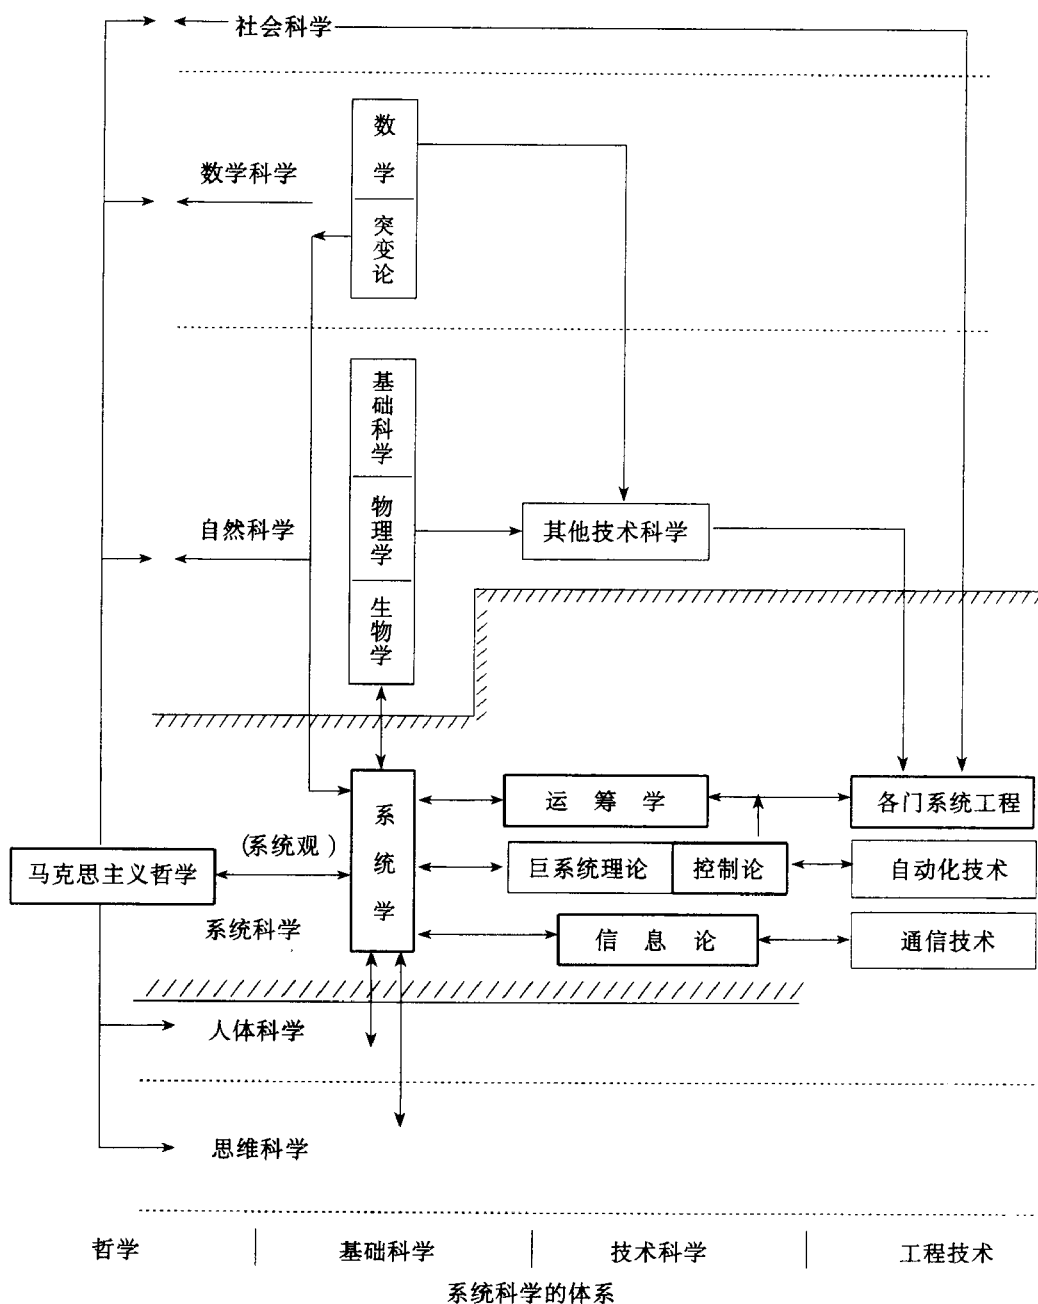 社会科学
数学
突变论
数学科学
基础科学
物理学
生物学
自然科学
其他技术科学
系统学
运筹学
各门系统工程
(系统观)
马克思主义哲学
巨系统理论
控制论
自动化技术
系统科学
信息论
通信技术
人体科学
思维科学
哲学
基础科学
技术科学
工程技术
系统科学的体系